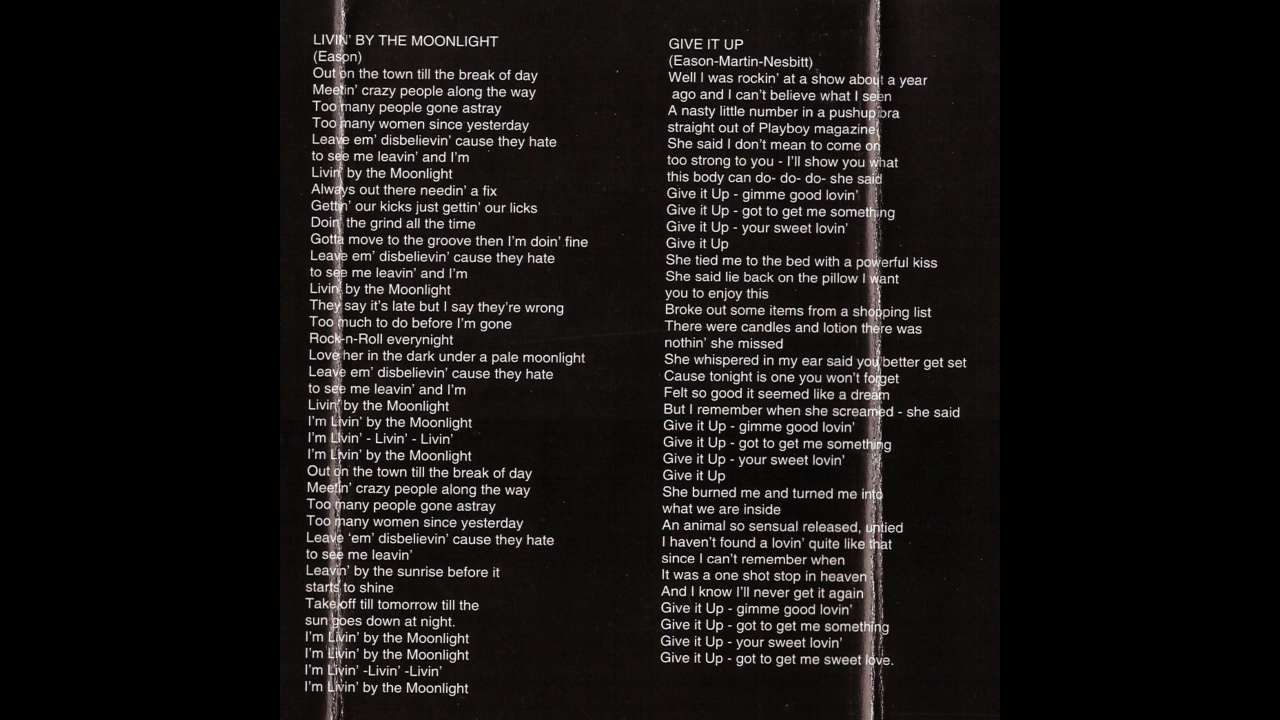 LIVIN' BY THE MOONLIGHT
(Eason)
Out on the town till the break of day
Meetin' crazy people along the way
Too many people gone astray
Too many women since yesterday
Leave em' disbelievin' cause they hate
to see me leavin' and I'm
Livin' by the Moonlight
Always out there needin' a fix
Gettin' our kicks just gettin' our licks
Doin' the grind all the time
Gotta move to the groove then I'm doin' fine
Leave em' disbelievin' cause they hate
to see me leavin' and I'm
Livin' by the Moonlight
They say it's late but I say they're wrong
Too much to do before I'm gone
Rock-n-Roll everynight
Love her in the dark under a pale moonlight
Leave em' disbelievin' cause they hate
to see me leavin' and I'm
Livin' by the Moonlight
I'm Livin' by the Moonlight
I'm Livin' - Livin' - Livin'
I'm Livin' by the Moonlight
Out on the town till the break of day
Meetin' crazy people along the way
Too many people gone astray
Too many women since yesterday
Leave 'em' disbelievin' cause they hate
to see me leavin'
Leavin' by the sunrise before it
starts to shine
Take off till tomorrow till the
sun goes down at night.
I'm Livin' by the Moonlight
I'm Livin' by the Moonlight
I'm Livin' -Livin' -Livin'
I'm Livin' by the Moonlight
GIVE IT UP
(Eason-Martin-Nesbitt)
Well I was rockin' at a show about a year
ago and I can't believe what I seen
A nasty little number in a pushup bra
straight out of Playboy magazine
She said I don't mean to come on
too strong to you - I'll show you what
this body can do- do- do- she said
Give it Up - gimme good lovin'
Give it Up - got to get me something
Give it Up - your sweet lovin'
Give it Up
She tied me to the bed with a powerful kiss
She said lie back on the pillow I want
you to enjoy this
Broke out some items from a shopping list
There were candles and lotion there was
nothin' she missed
She whispered in my ear said you better get set
Cause tonight is one you won't forget
Felt so good it seemed like a dream
But I remember when she screamed - she said
Give it Up - gimme good lovin'
Give it Up - got to get me something
Give it Up - your sweet lovin'
Give it Up
She burned me and turned me into
what we are inside
An animal so sensual released, untied
I haven't found a lovin' quite like that
since I can't remember when
It was a one shot stop in heaven
And I know I'll never get it again
Give it Up - gimme good lovin'
Give it Up - got to get me something
Give it Up - your sweet lovin'
Give it Up - got to get me sweet love.